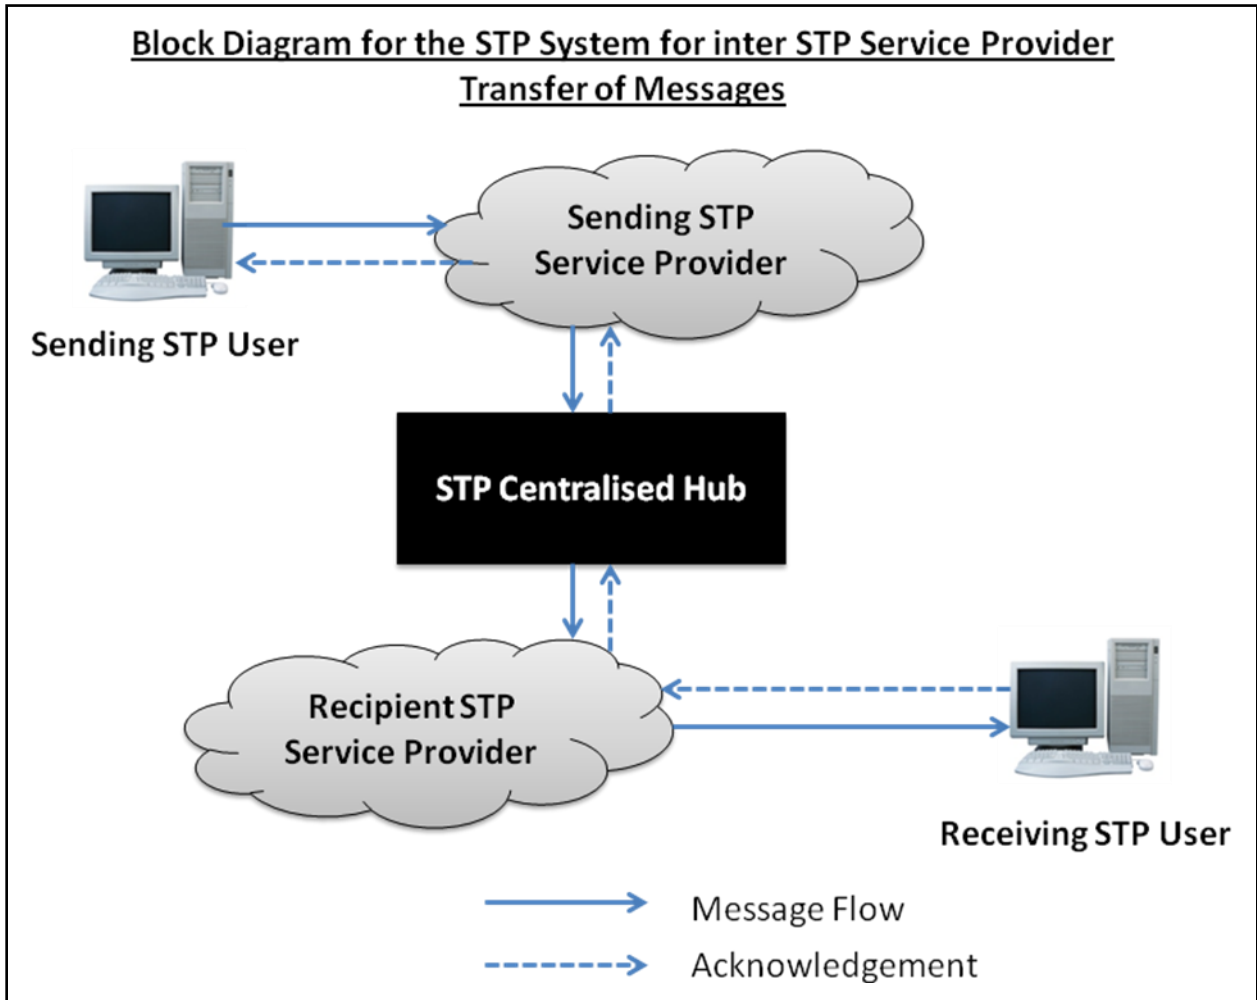 Block Diagram for the STP System for inter STP Service Provider
Transfer of Messages
Sending STP
Service Provider
Sending STP User
STP Centralised Hub
Recipient STP
Service Provider
Receiving STP User
Message Flow
Acknowledgement